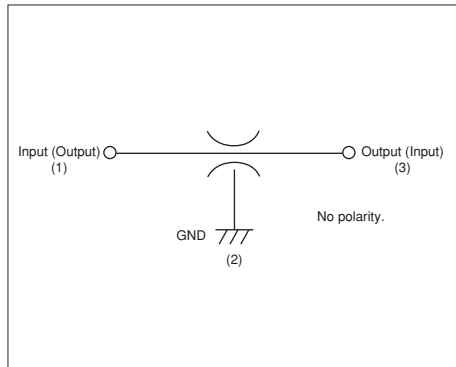 Input (Output)
(1)
Output (Input)
(3)
No polarity.
GND
(2)